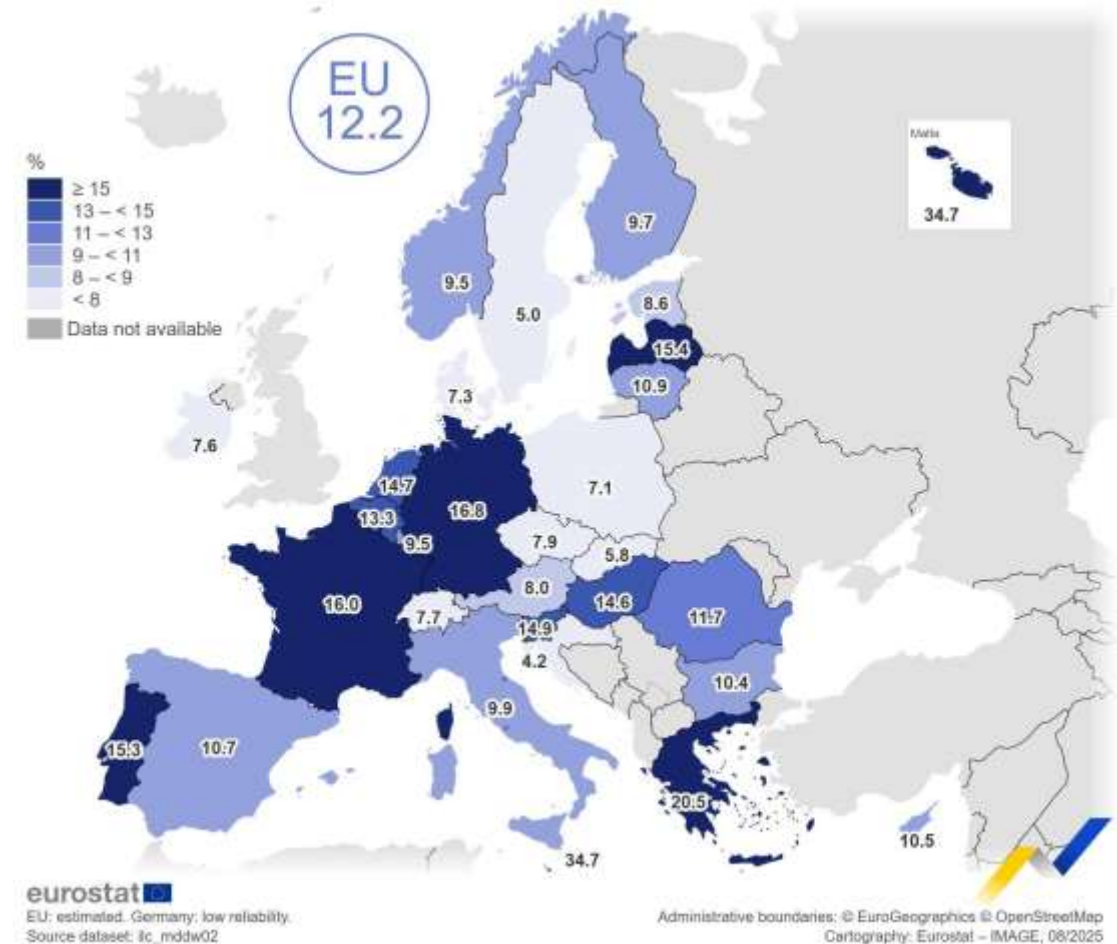 EU
12.2
%
≥ 15
13 – < 15
11 – < 13
9 – < 11
8 – < 9
< 8
Data not available
Malta
34.7
9.7
9.5
5.0
8.6
15.4
10.9
7.3
7.6
14.7
16.8
7.1
13.3
9.5
7.9
5.8
8.0
14.6
16.0
7.7
14.9
11.7
4.2
10.4
9.9
15.3
10.7
20.5
10.5
34.7
eurostat
EU: estimated. Germany: low reliability.
Source dataset: ilc_mddw02
Administrative boundaries: © EuroGeographics © OpenStreetMap
Cartography: Eurostat – IMAGE, 08/2025